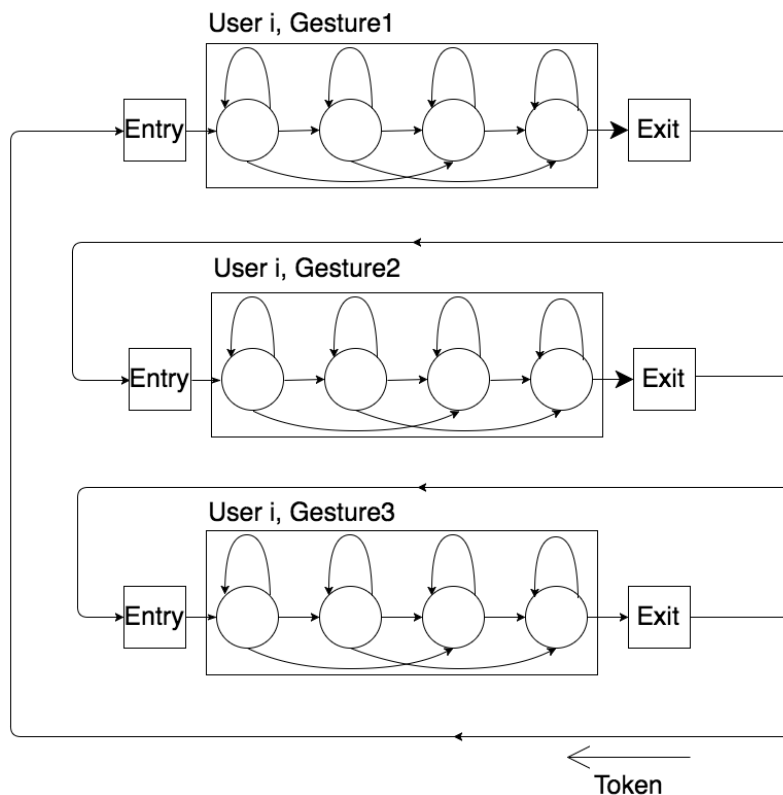 User i, Gesture1
Entry
Exit
User i, Gesture2
Entry
Exit
User i, Gesture3
Entry
Exit
Token